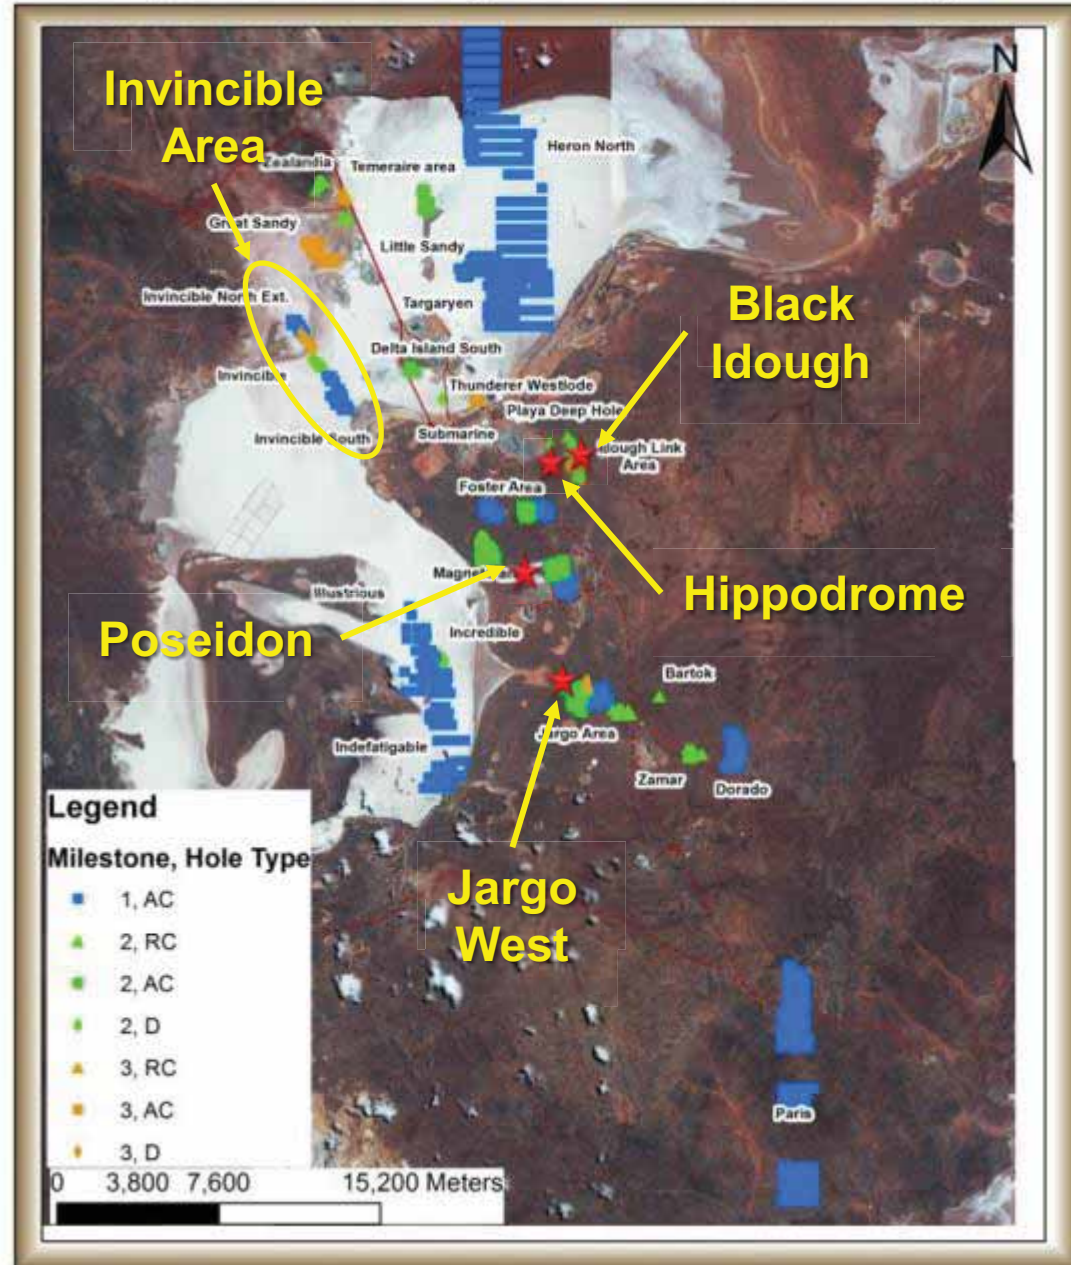 N
Invincible
Area
Zealandia
Temeraire area
Heron North
Great Sandy
Little Sandy
Invincible North Ext.
Targaryen
Black
Idough
Delta Island South
Invincible
Thunderer Westlode
Playa Deep Hole
Invincible South
Submarine
Idough Link
Area
Foster Area
Illustrious
Hippodrome
Poseidon
Incredible
Bartok
Jargo Area
Indefatigable
Zamar
Dorado
Jargo
West
Paris
Legend
Milestone, Hole Type
1, AC
2, RC
2, AC
2, D
3, RC
3, AC
3, D
0 3,800 7,600 15,200 Meters